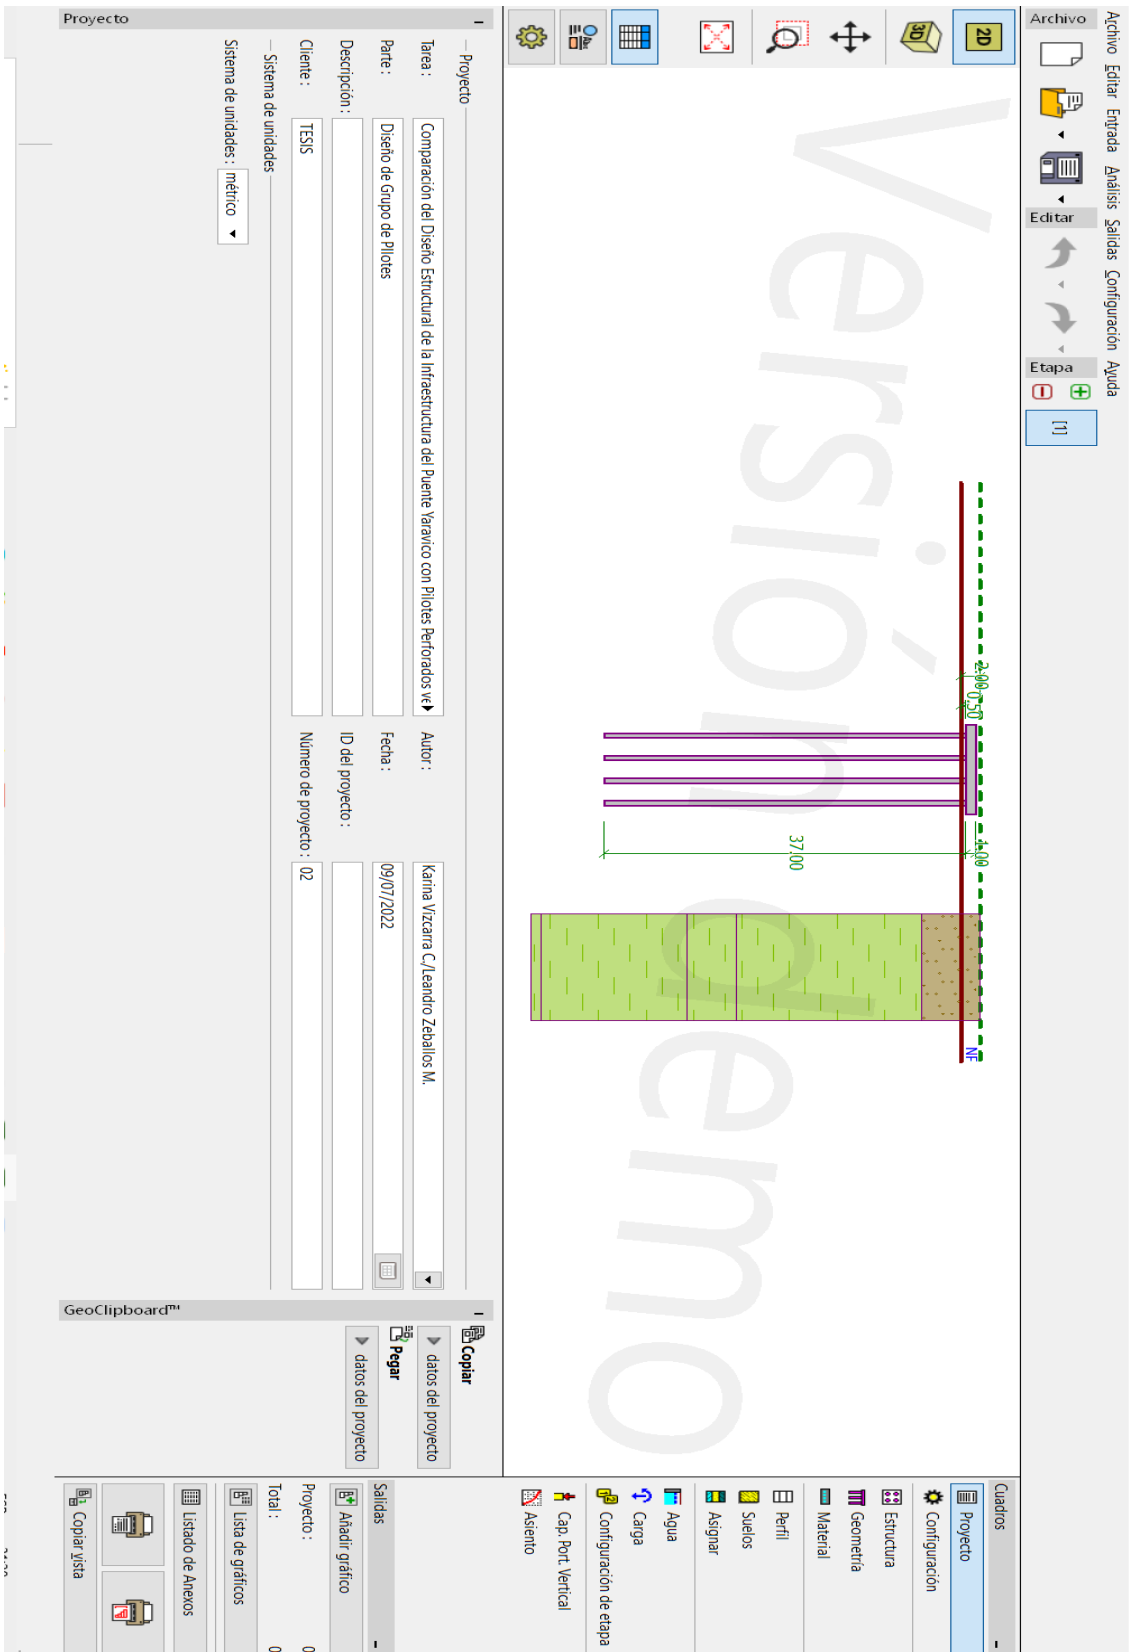 Archivo Editar Entrada Análisis Salidas Configuración Ayuda
Archivo
Editar
Etapa
[1]
2D
3D
Versión demo
2.00
0.50
1.00
37.00
NF
Cuadros
Proyecto
Configuración
Estructura
Geometría
Material
Perfil
Suelos
Asignar
Agua
Carga
Configuración de etapa
Cap. Port. Vertical
Asiento
Proyecto
Proyecto
Tarea : Comparación del Diseño Estructural de la Infraestructura del Puente Yaravico con Pilotes Perforados ve
Autor : Karina Vizcarra C./Leandro Zeballos M.
Parte : Diseño de Grupo de PIlotes
Fecha : 09/07/2022
Descripción :
ID del proyecto :
Cliente : TESIS
Número de proyecto : 02
Sistema de unidades
Sistema de unidades : métrico
GeoClipboard™
Copiar
datos del proyecto
Pegar
datos del proyecto
Salidas
Añadir gráfico
Proyecto : 0
Total : 0
Lista de gráficos
Listado de Anexos
Copiar vista